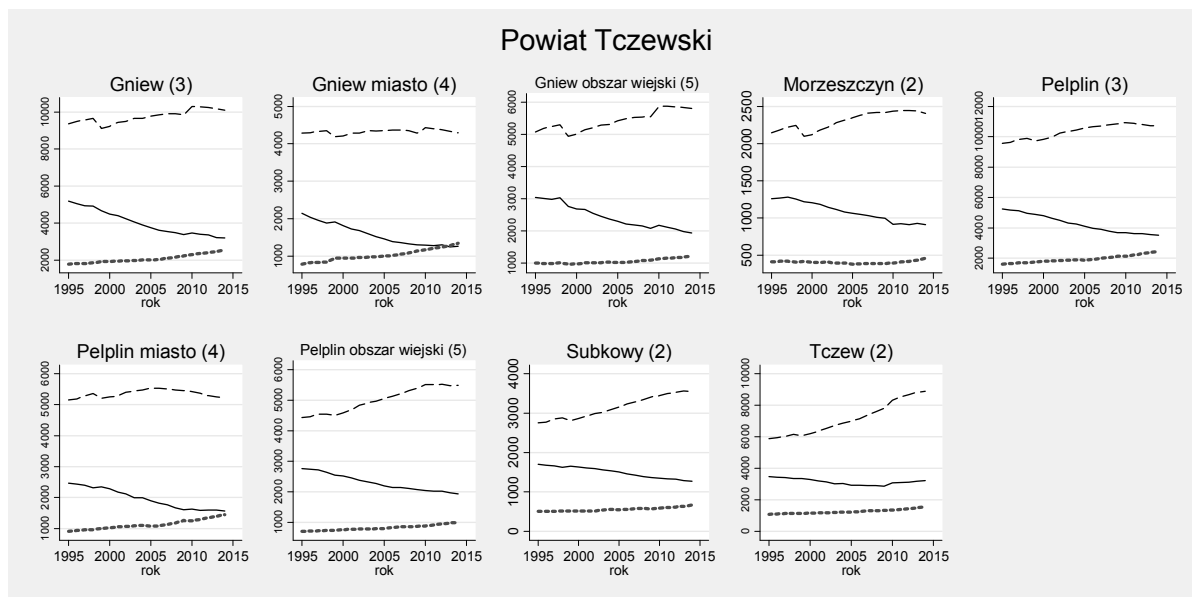 Powiat Tczewski
Gniew (3)
2000 4000 6000 8000 10000
1995 2000 2005 2010 2015
rok
Gniew miasto (4)
1000 2000 3000 4000 5000
1995 2000 2005 2010 2015
rok
Gniew obszar wiejski (5)
1000 2000 3000 4000 5000 6000
1995 2000 2005 2010 2015
rok
Morzeszczyn (2)
500 1000 1500 2000 2500
1995 2000 2005 2010 2015
rok
Pelplin (3)
2000 4000 6000 8000 10000 12000
1995 2000 2005 2010 2015
rok
Pelplin miasto (4)
1000 2000 3000 4000 5000 6000
1995 2000 2005 2010 2015
rok
Pelplin obszar wiejski (5)
1000 2000 3000 4000 5000 6000
1995 2000 2005 2010 2015
rok
Subkowy (2)
0 1000 2000 3000 4000
1995 2000 2005 2010 2015
rok
Tczew (2)
0 2000 4000 6000 8000 10000
1995 2000 2005 2010 2015
rok